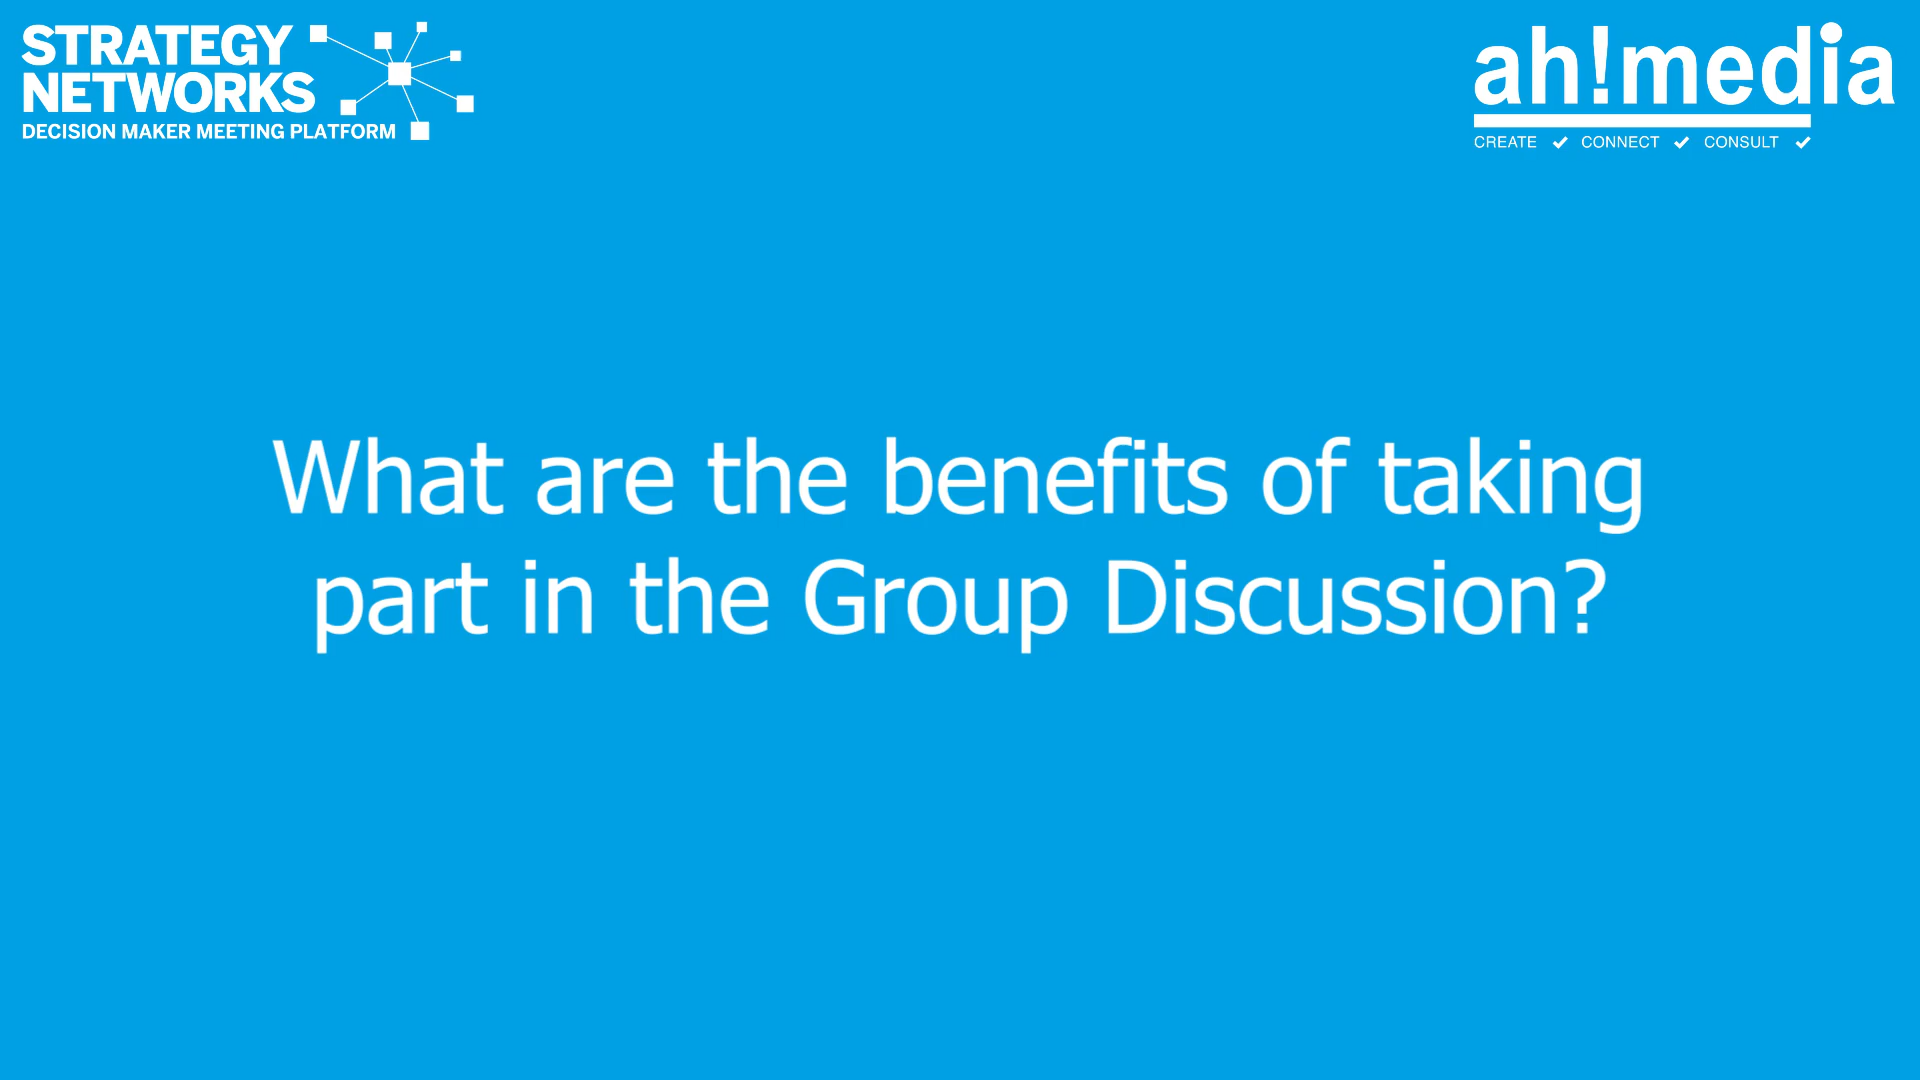 STRATEGY
NETWORKS
DECISION MAKER MEETING PLATFORM
ah!media
CREATE CONNECT CONSULT
What are the benefits of taking
part in the Group Discussion?